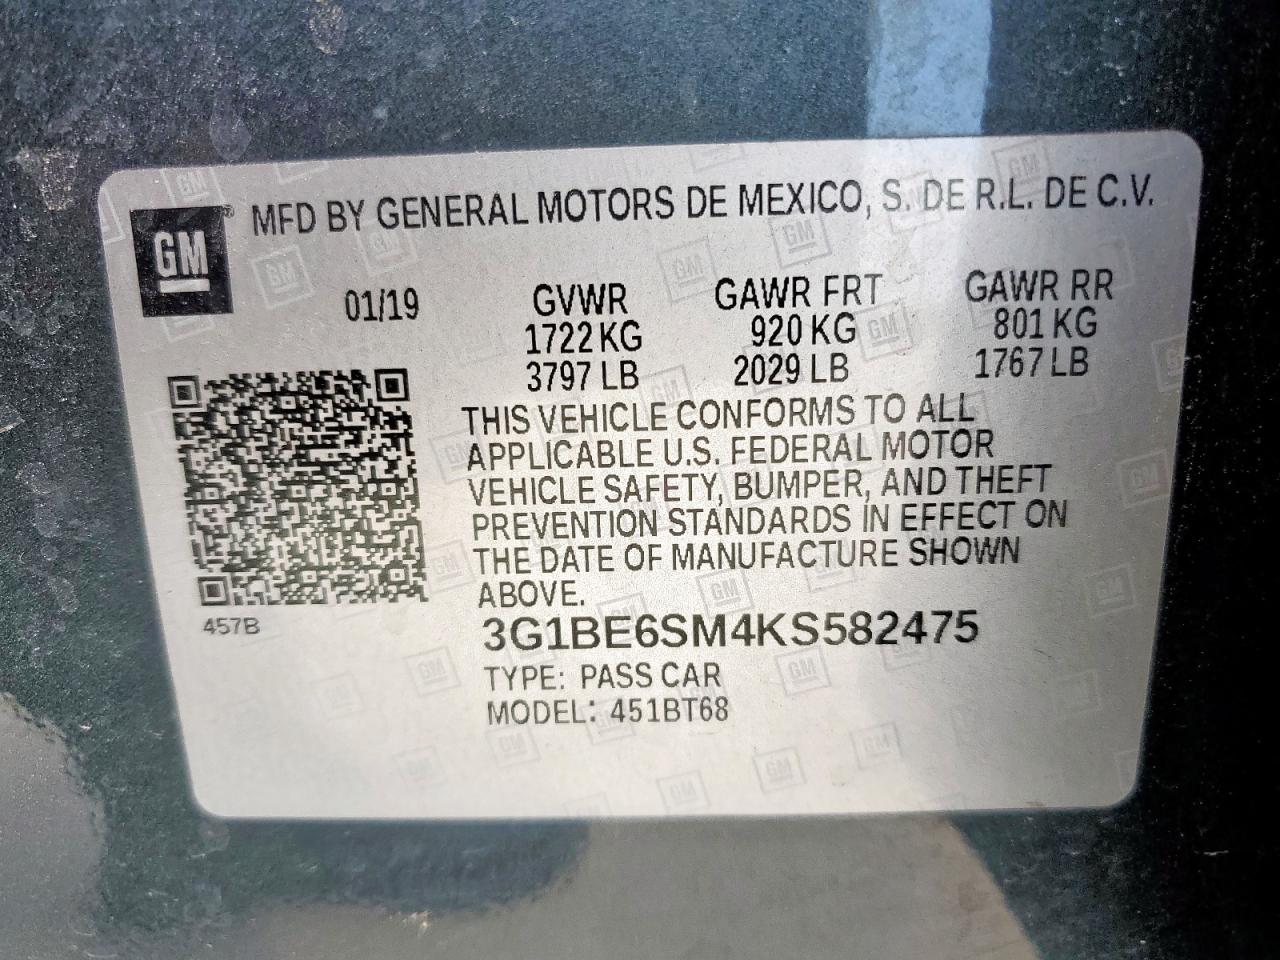 GM® MFD BY GENERAL MOTORS DE MEXICO, S. DE R.L. DE C.V.
01/19 GVWR GAWR FRT GAWR RR
1722 KG 920 KG 801 KG
3797 LB 2029 LB 1767 LB
THIS VEHICLE CONFORMS TO ALL
APPLICABLE U.S. FEDERAL MOTOR
VEHICLE SAFETY, BUMPER, AND THEFT
PREVENTION STANDARDS IN EFFECT ON
THE DATE OF MANUFACTURE SHOWN
ABOVE.
457B
3G1BE6SM4KS582475
TYPE: PASS CAR
MODEL: 451BT68